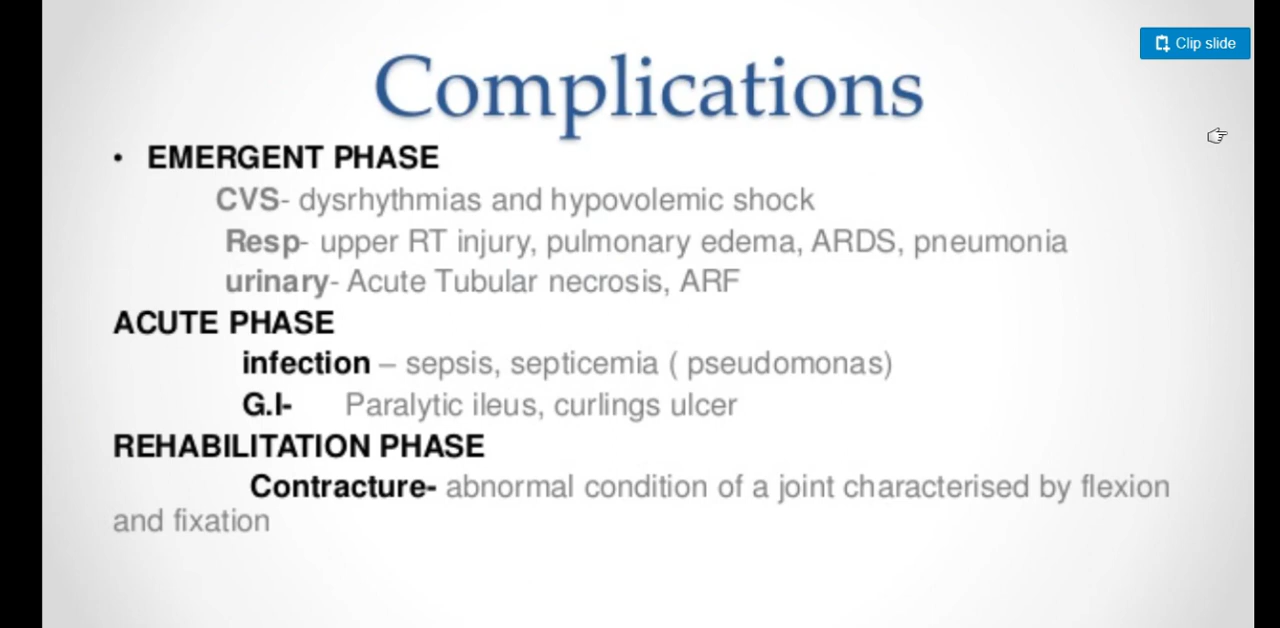 Clip slide
Complications
• EMERGENT PHASE
CVS- dysrhythmias and hypovolemic shock
Resp- upper RT injury, pulmonary edema, ARDS, pneumonia
urinary- Acute Tubular necrosis, ARF
ACUTE PHASE
infection – sepsis, septicemia ( pseudomonas)
G.I- Paralytic ileus, curlings ulcer
REHABILITATION PHASE
Contracture- abnormal condition of a joint characterised by flexion
and fixation